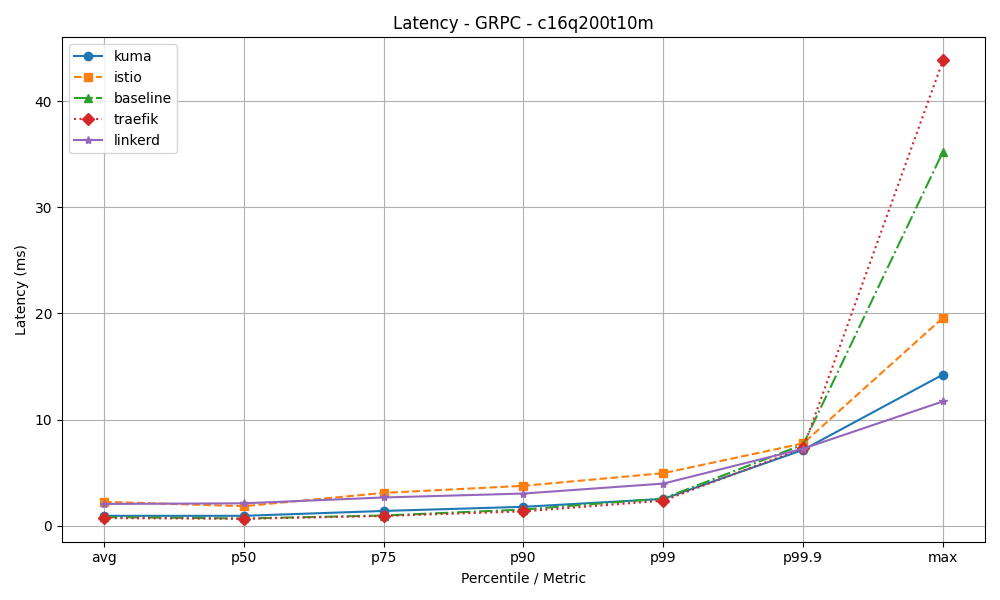 Latency - GRPC - c16q200t10m
kuma
istio
baseline
traefik
linkerd
40
30
20
10
0
Latency (ms)
avg p50 p75 p90 p99 p99.9 max
Percentile / Metric